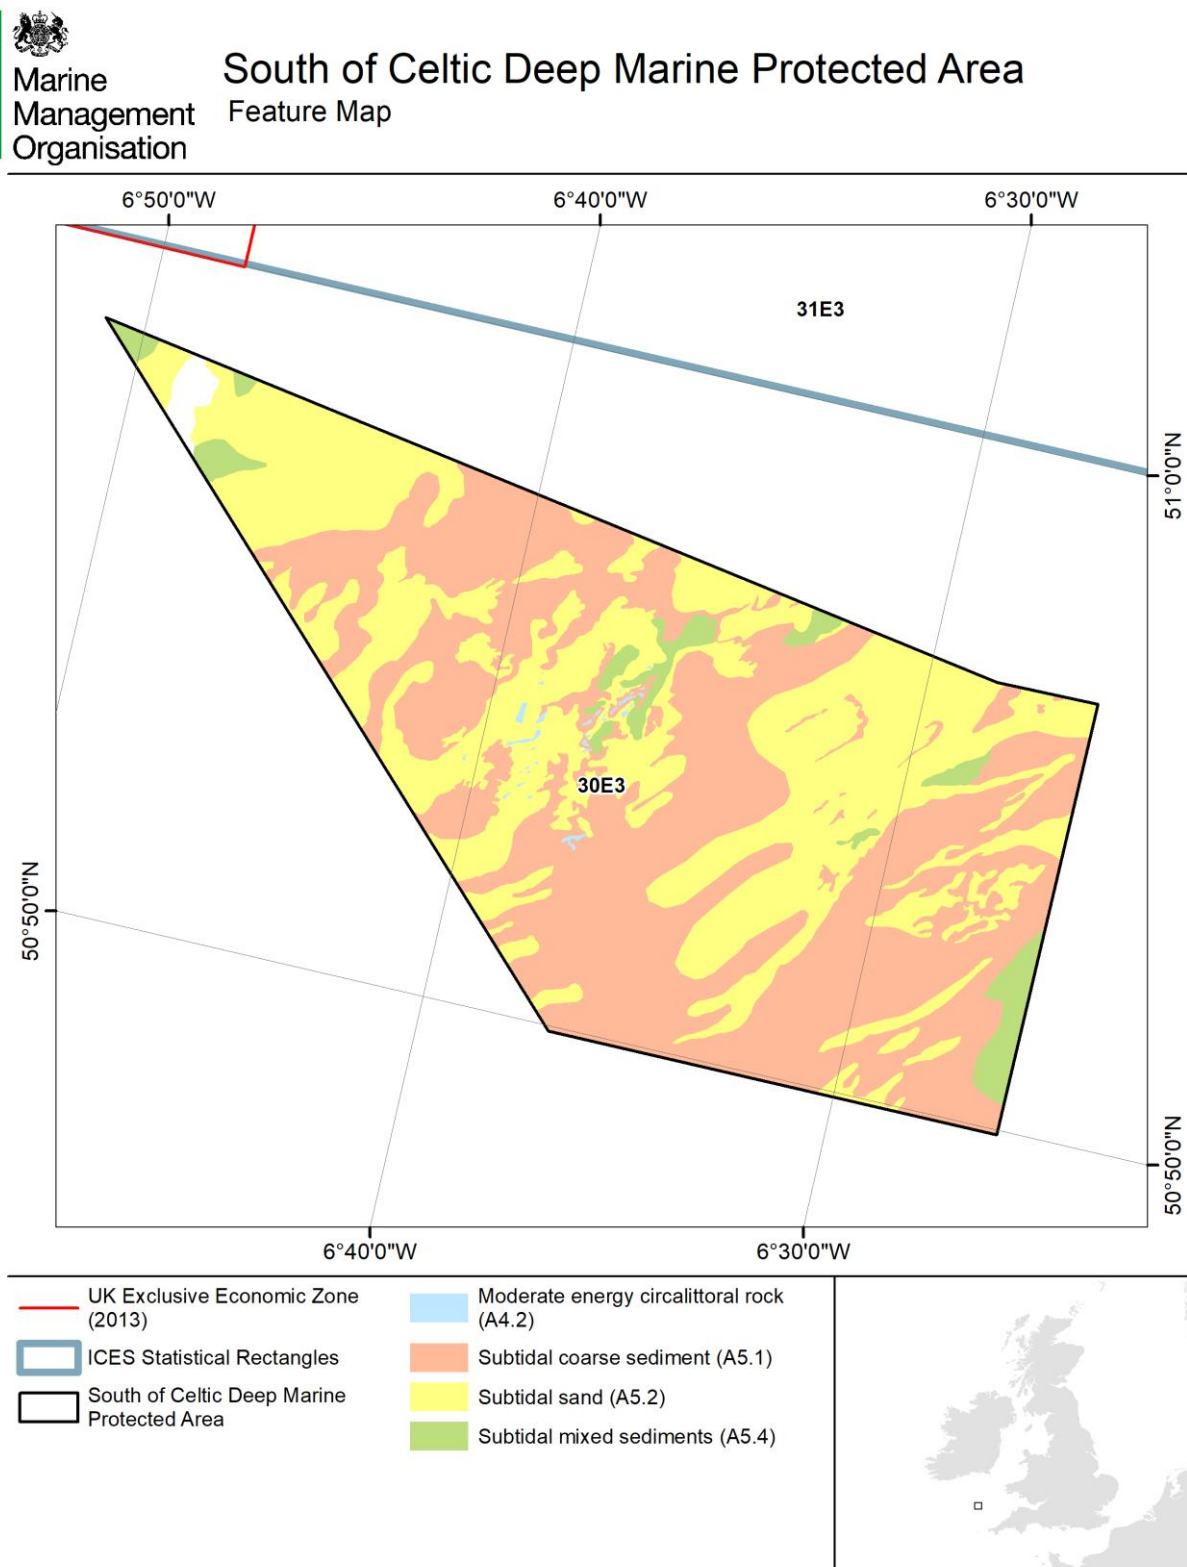 South of Celtic Deep Marine Protected Area
Feature Map
Marine
Management
Organisation
6°50'0"W
6°40'0"W
6°30'0"W
31E3
51°0'0"N
30E3
50°50'0"N
50°50'0"N
6°40'0"W
6°30'0"W
UK Exclusive Economic Zone
(2013)
ICES Statistical Rectangles
South of Celtic Deep Marine
Protected Area
Moderate energy circalittoral rock
(A4.2)
Subtidal coarse sediment (A5.1)
Subtidal sand (A5.2)
Subtidal mixed sediments (A5.4)